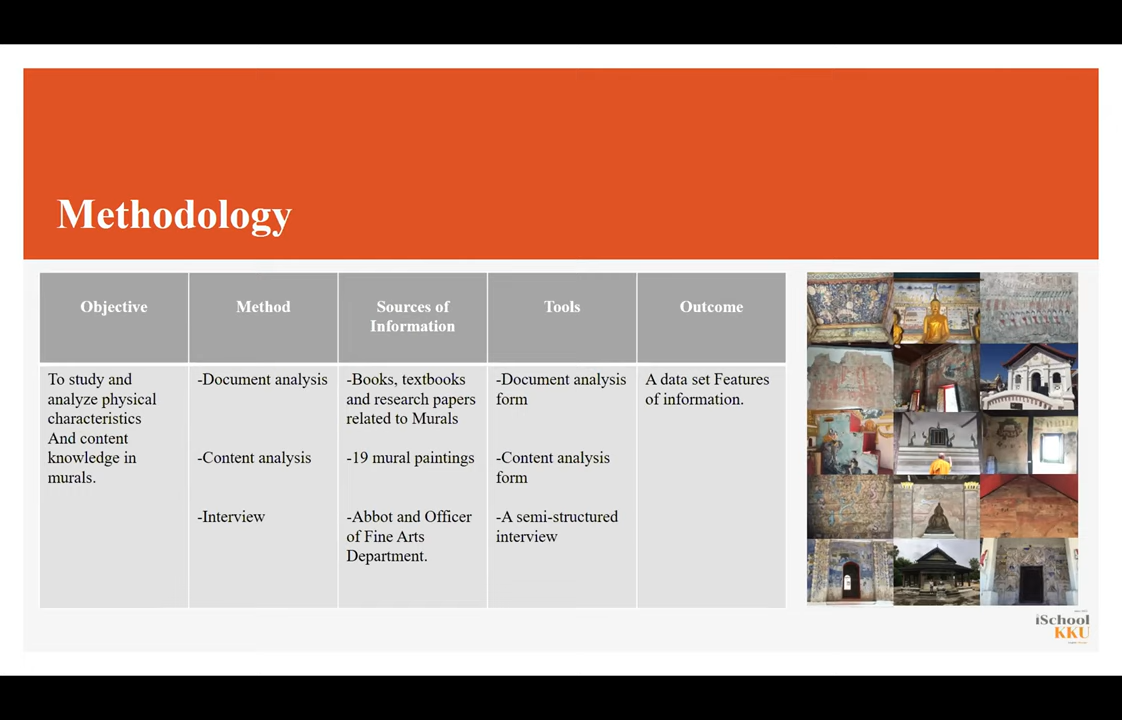 Methodology
Objective
Method
Sources of
Information
Tools
Outcome
To study and
analyze physical
characteristics
And content
knowledge in
murals.
-Document analysis
-Content analysis
-Interview
-Books, textbooks
and research papers
related to Murals
-19 mural paintings
-Abbot and Officer
of Fine Arts
Department.
-Document analysis
form
-Content analysis
form
-A semi-structured
interview
A data set Features
of information.
iSchool
KKU